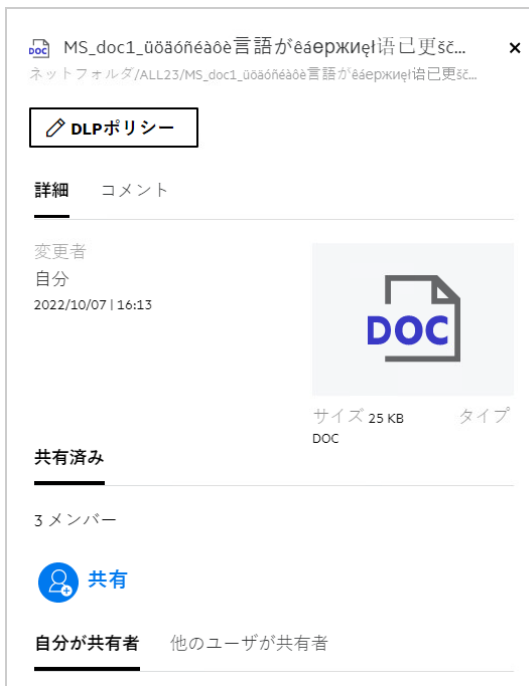 DOC MS_doc1_üöäóñéàôè言語がêáержиęł语已更šč... ×
ネットフォルダ/ALL23/MS_doc1_üöäóñéàôè言語がêáержиęł语已更šč...
DLPポリシー
詳細 コメント
変更者
自分
2022/10/07 | 16:13
DOC
サイズ 25 KB タイプ
DOC
共有済み
3 メンバー
共有
自分が共有者 他のユーザが共有者